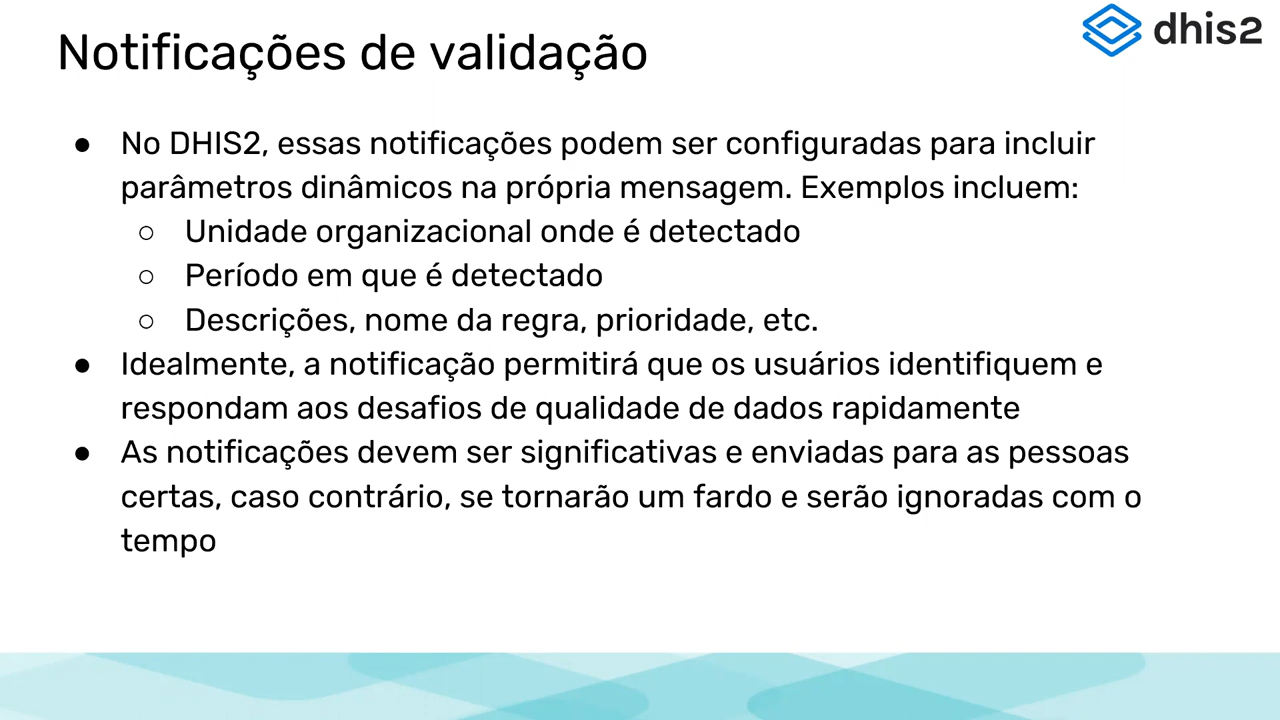 Notificações de validação
dhis2
● No DHIS2, essas notificações podem ser configuradas para incluir
parâmetros dinâmicos na própria mensagem. Exemplos incluem:
○ Unidade organizacional onde é detectado
○ Período em que é detectado
○ Descrições, nome da regra, prioridade, etc.
● Idealmente, a notificação permitirá que os usuários identifiquem e
respondam aos desafios de qualidade de dados rapidamente
● As notificações devem ser significativas e enviadas para as pessoas
certas, caso contrário, se tornarão um fardo e serão ignoradas com o
tempo